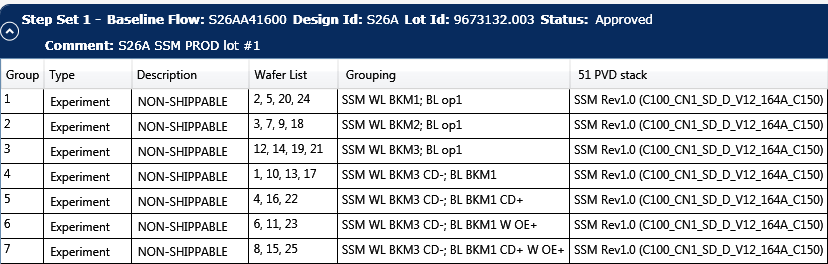 Step Set 1 - Baseline Flow: S26AA41600 Design Id: S26A Lot Id: 9673132.003 Status: Approved
Comment: S26A SSM PROD lot #1
Group Type Description Wafer List Grouping 51 PVD stack
1 Experiment NON-SHIPPABLE 2, 5, 20, 24 SSM WL BKM1; BL op1 SSM Rev1.0 (C100_CN1_SD_D_V12_164A_C150)
2 Experiment NON-SHIPPABLE 3, 7, 9, 18 SSM WL BKM2; BL op1 SSM Rev1.0 (C100_CN1_SD_D_V12_164A_C150)
3 Experiment NON-SHIPPABLE 12, 14, 19, 21 SSM WL BKM3; BL op1 SSM Rev1.0 (C100_CN1_SD_D_V12_164A_C150)
4 Experiment NON-SHIPPABLE 1, 10, 13, 17 SSM WL BKM3 CD-; BL BKM1 SSM Rev1.0 (C100_CN1_SD_D_V12_164A_C150)
5 Experiment NON-SHIPPABLE 4, 16, 22 SSM WL BKM3 CD-; BL BKM1 CD+ SSM Rev1.0 (C100_CN1_SD_D_V12_164A_C150)
6 Experiment NON-SHIPPABLE 6, 11, 23 SSM WL BKM3 CD-; BL BKM1 W OE+ SSM Rev1.0 (C100_CN1_SD_D_V12_164A_C150)
7 Experiment NON-SHIPPABLE 8, 15, 25 SSM WL BKM3 CD-; BL BKM1 CD+ W OE+ SSM Rev1.0 (C100_CN1_SD_D_V12_164A_C150)